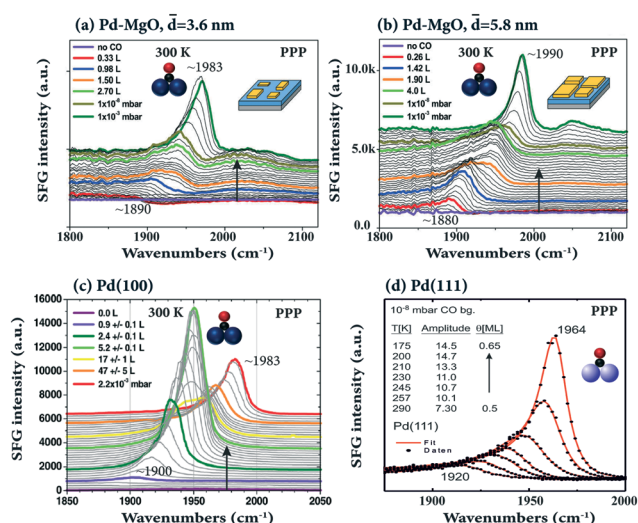 (a) Pd-MgO, d̄=3.6 nm
SFG intensity (a.u.)
no CO
0.33 L
0.98 L
1.50 L
2.70 L
1x10⁻⁶ mbar
1x10⁻³ mbar
300 K
~1983
PPP
~1890
1800 1900 2000 2100
Wavenumbers (cm⁻¹)
(b) Pd-MgO, d̄=5.8 nm
SFG intensity (a.u.)
10.0k
5.0k
0.0
no CO
0.26 L
1.42 L
1.90 L
4.0 L
1x10⁻⁶ mbar
1x10⁻³ mbar
300 K
~1990
PPP
~1880
1800 1900 2000 2100
Wavenumbers (cm⁻¹)
(c) Pd(100)
SFG intensity (a.u.)
16000
14000
12000
10000
8000
6000
4000
2000
0
0.0 L
0.9 +/- 0.1 L
2.4 +/- 0.1 L
5.2 +/- 0.1 L
17 +/- 1 L
47 +/- 5 L
2.2x10⁻³ mbar
300 K
PPP
~1983
~1900
1850 1900 1950 2000 2050
Wavenumbers (cm⁻¹)
(d) Pd(111)
SFG intensity (a.u.)
10⁻⁸ mbar CO bg.
PPP
1964
T[K] Amplitude θ[ML]
175 14.5 0.65
200 14.7
210 13.3
230 11.0
245 10.7
257 10.1
290 7.30 0.5
Pd(111)
Fit
Daten
1920
1900 1950 2000
Wavenumbers (cm⁻¹)